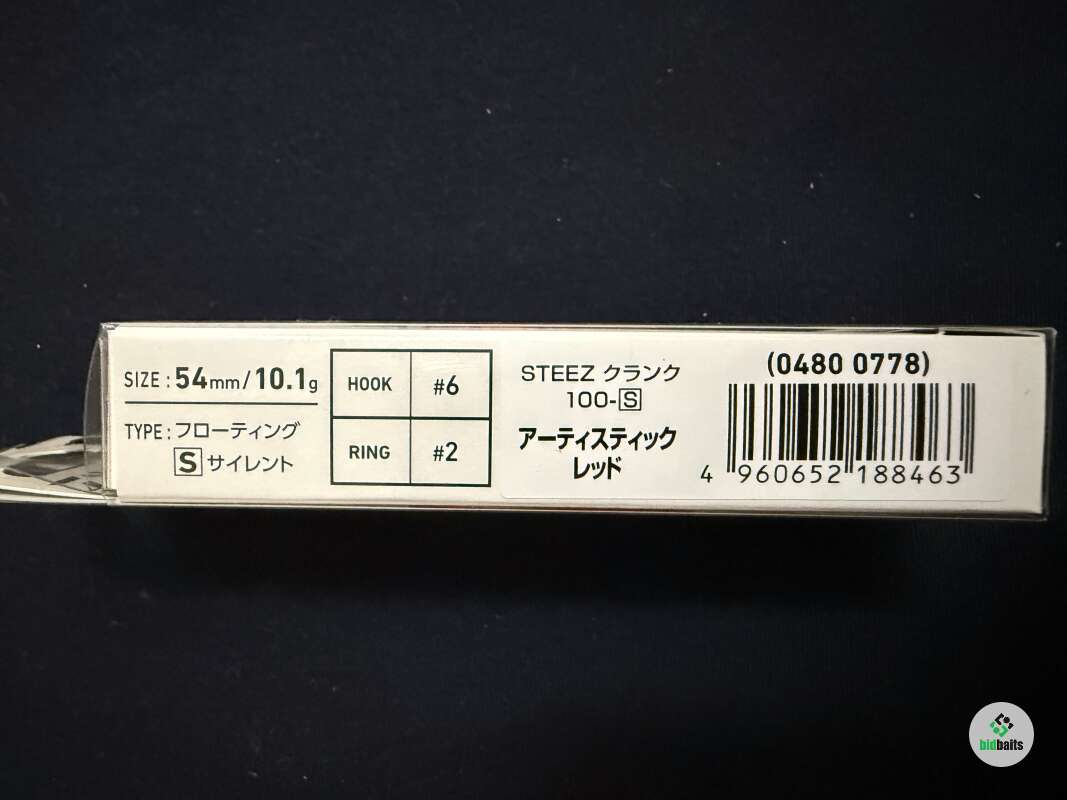 SIZE : 54mm/10.1g
TYPE : フローティング
S サイレント
HOOK #6
RING #2
STEEZ クランク
100-S
アーティスティック
レッド
(0480 0778)
4 960652 188463
bidbaits